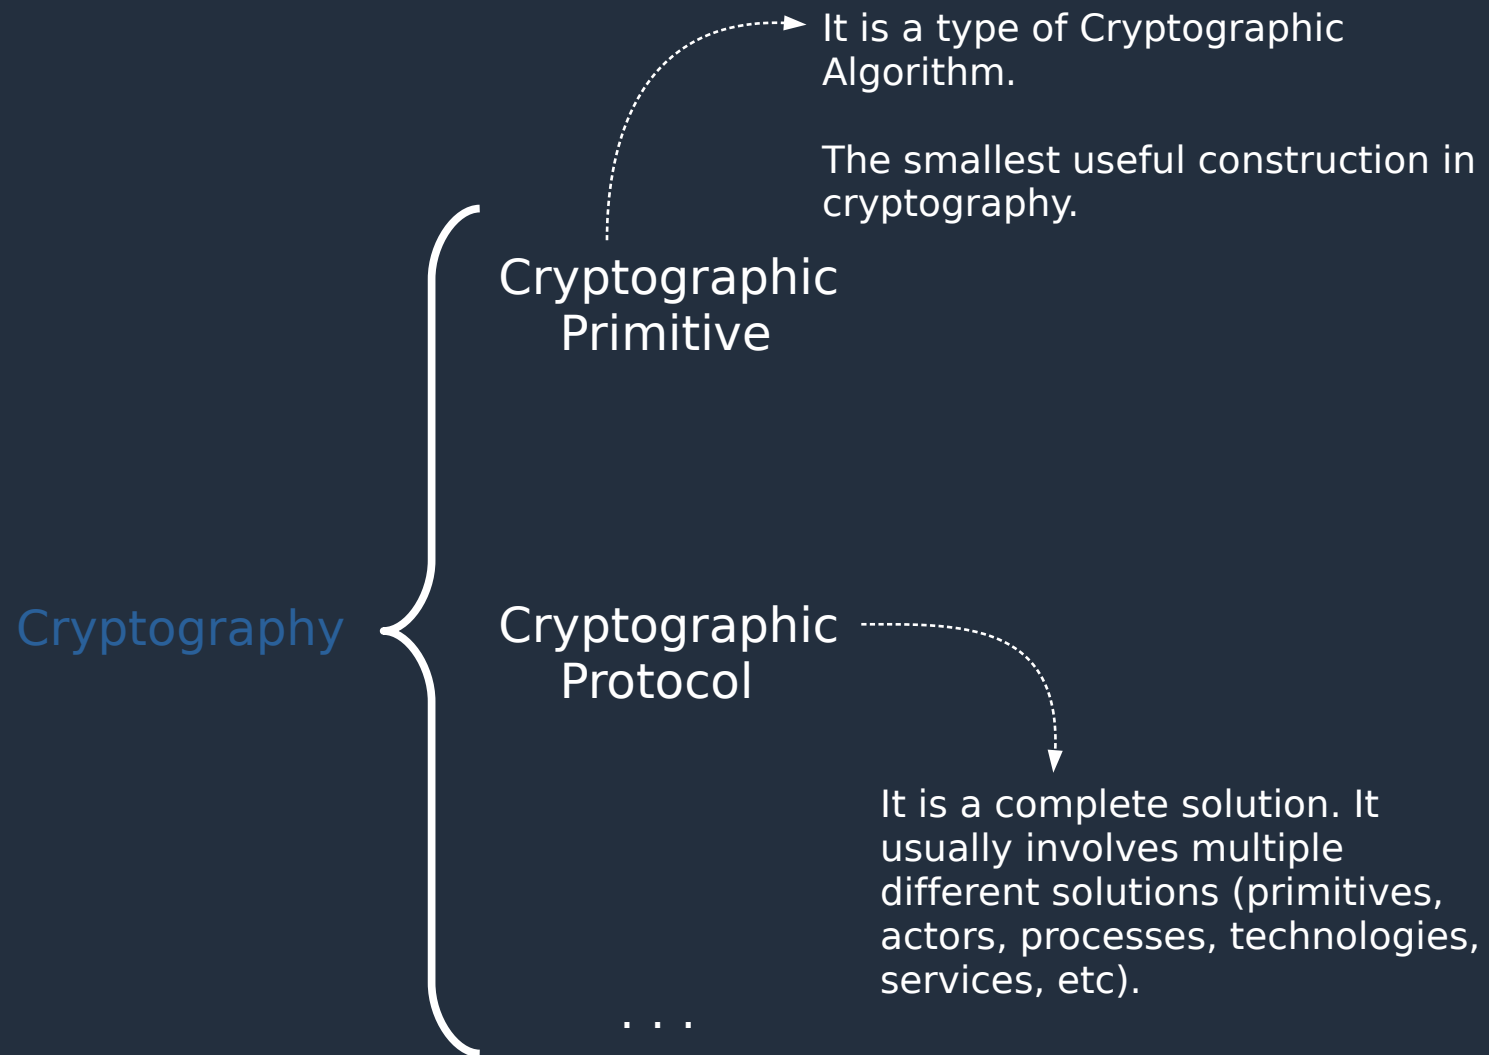 It is a type of Cryptographic
Algorithm.
The smallest useful construction in
cryptography.
Cryptographic
Primitive
Cryptography
Cryptographic
Protocol
It is a complete solution. It
usually involves multiple
different solutions (primitives,
actors, processes, technologies,
services, etc).
. . .